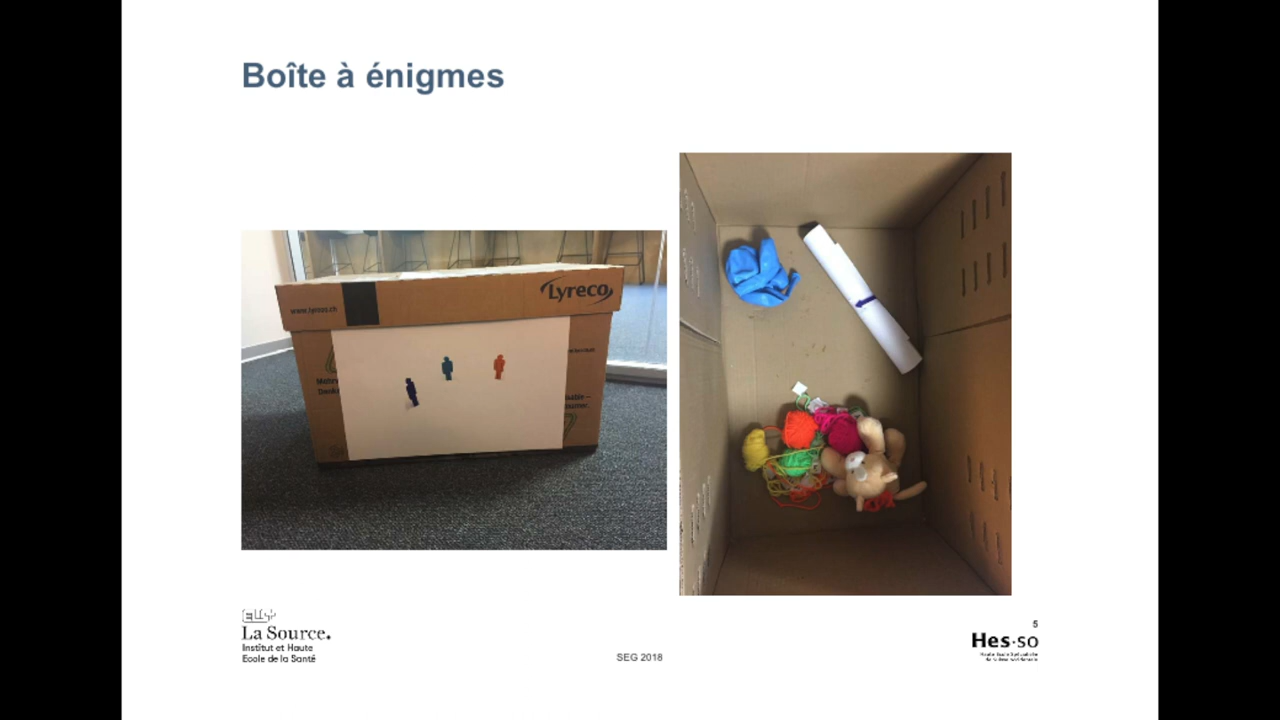 Boîte à énigmes
Lyreco
www.lyreco.ch
La Source.
Institut et Haute
Ecole de la Santé
SEG 2018
5
Hes·so